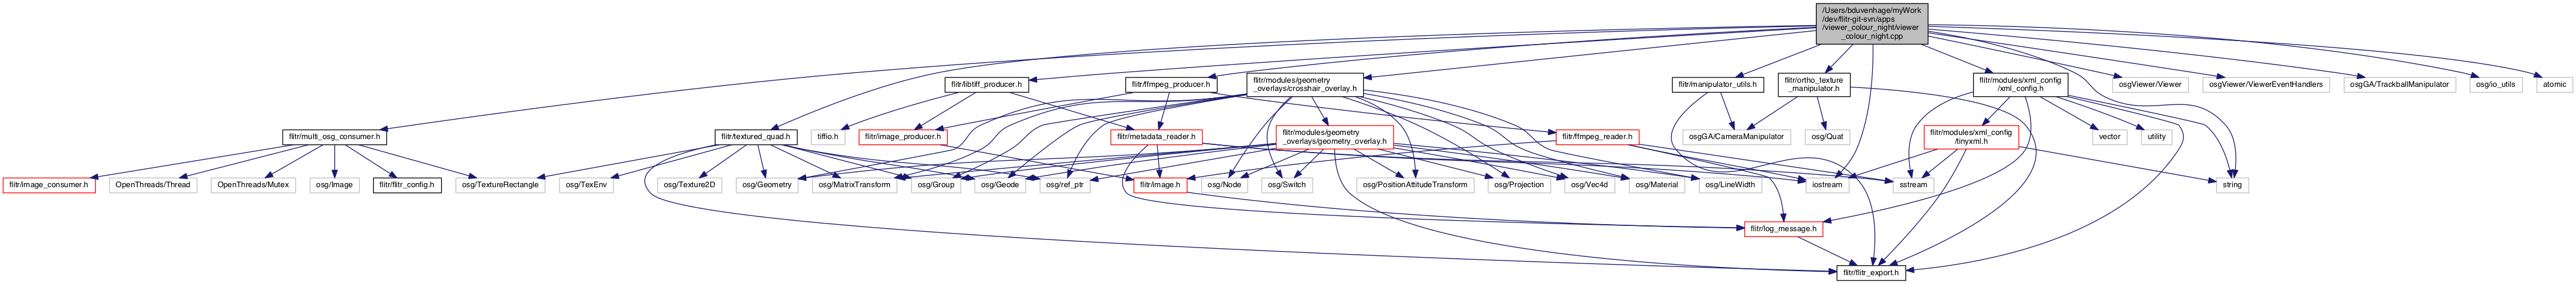 /Users/bduvenhage/myWork
/dev/flitr-git-svn/apps
/viewer_colour_night/viewer
_colour_night.cpp
flitr/libtiff_producer.h
flitr/ffmpeg_producer.h
flitr/modules/geometry
_overlays/crosshair_overlay.h
flitr/manipulator_utils.h
flitr/ortho_texture
_manipulator.h
flitr/modules/xml_config
/xml_config.h
osgViewer/Viewer
osgViewer/ViewerEventHandlers
osgGA/TrackballManipulator
osg/io_utils
atomic
flitr/multi_osg_consumer.h
flitr/textured_quad.h
tiffio.h
flitr/image_producer.h
flitr/metadata_reader.h
flitr/modules/geometry
_overlays/geometry_overlay.h
flitr/ffmpeg_reader.h
osgGA/CameraManipulator
osg/Quat
flitr/modules/xml_config
/tinyxml.h
vector
utility
flitr/image_consumer.h
OpenThreads/Thread
OpenThreads/Mutex
osg/Image
flitr/flitr_config.h
osg/TextureRectangle
osg/TexEnv
osg/Texture2D
osg/Geometry
osg/MatrixTransform
osg/Group
osg/Geode
osg/ref_ptr
flitr/image.h
osg/Node
osg/Switch
osg/PositionAttitudeTransform
osg/Projection
osg/Vec4d
osg/Material
osg/LineWidth
iostream
sstream
string
flitr/log_message.h
flitr/flitr_export.h